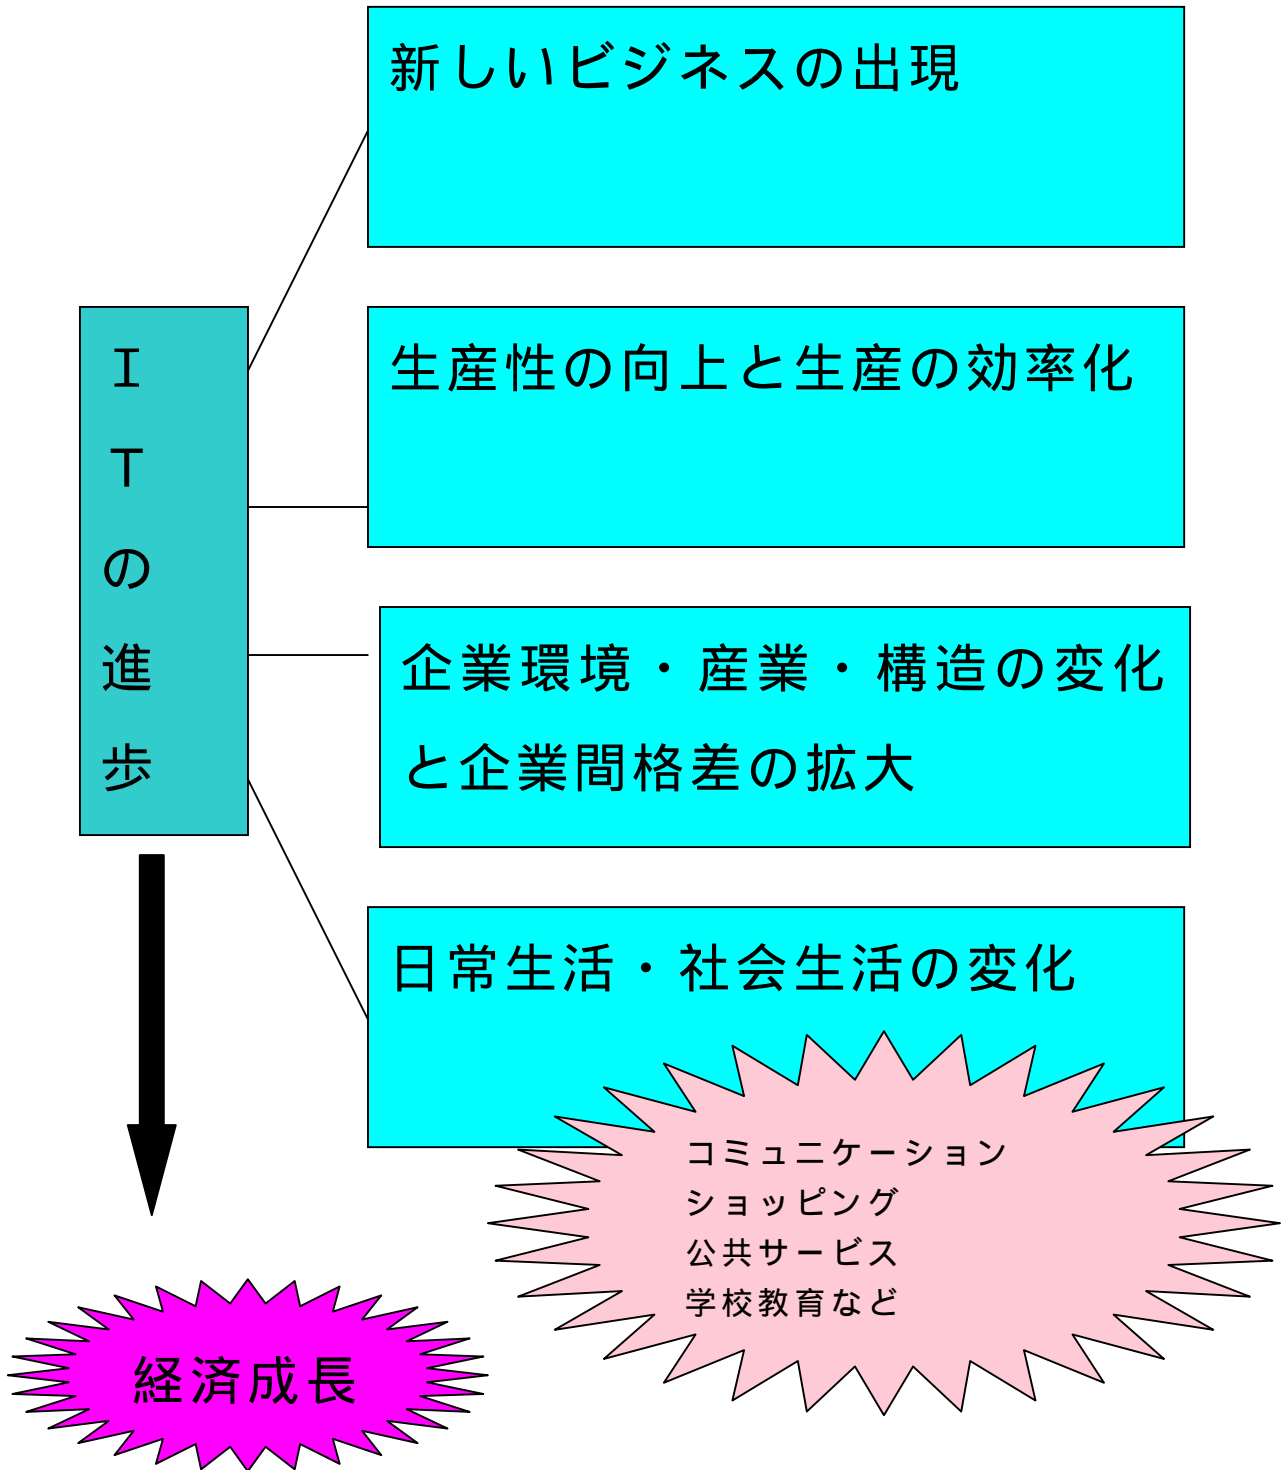 ＩＴの進歩
新しいビジネスの出現
生産性の向上と生産の効率化
企業環境・産業・構造の変化
と企業間格差の拡大
日常生活・社会生活の変化
コミュニケーション
ショッピング
公共サービス
学校教育など
経済成長